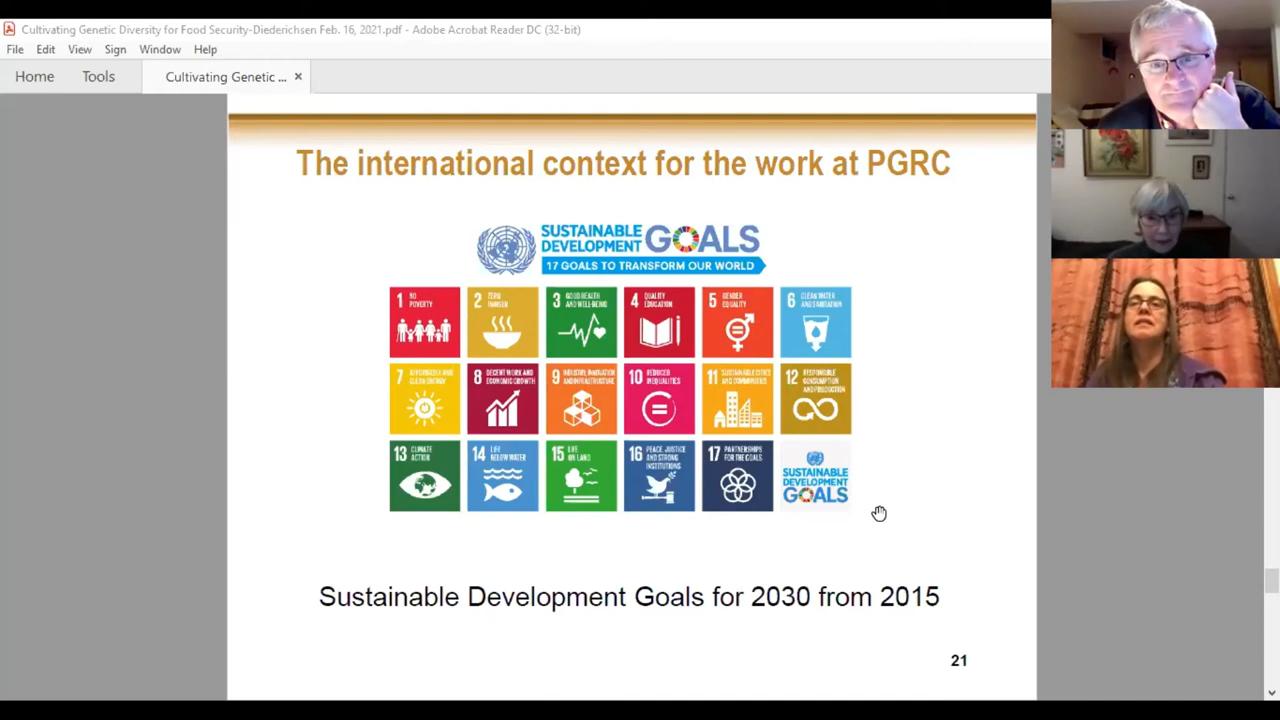 Cultivating Genetic Diversity for Food Security-Diederichsen Feb. 16, 2021.pdf - Adobe Acrobat Reader DC (32-bit)
File Edit View Sign Window Help
Home Tools Cultivating Genetic ... ×
The international context for the work at PGRC
SUSTAINABLE
DEVELOPMENT
GOALS
17 GOALS TO TRANSFORM OUR WORLD
1 NO
POVERTY
2 ZERO
HUNGER
3 GOOD HEALTH
AND WELL-BEING
4 QUALITY
EDUCATION
5 GENDER
EQUALITY
6 CLEAN WATER
AND SANITATION
7 AFFORDABLE AND
CLEAN ENERGY
8 DECENT WORK AND
ECONOMIC GROWTH
9 INDUSTRY, INNOVATION
AND INFRASTRUCTURE
10 REDUCED
INEQUALITIES
11 SUSTAINABLE CITIES
AND COMMUNITIES
12 RESPONSIBLE
CONSUMPTION
AND PRODUCTION
13 CLIMATE
ACTION
14 LIFE
BELOW WATER
15 LIFE
ON LAND
16 PEACE, JUSTICE
AND STRONG
INSTITUTIONS
17 PARTNERSHIPS
FOR THE GOALS
SUSTAINABLE
DEVELOPMENT
GOALS
Sustainable Development Goals for 2030 from 2015
21